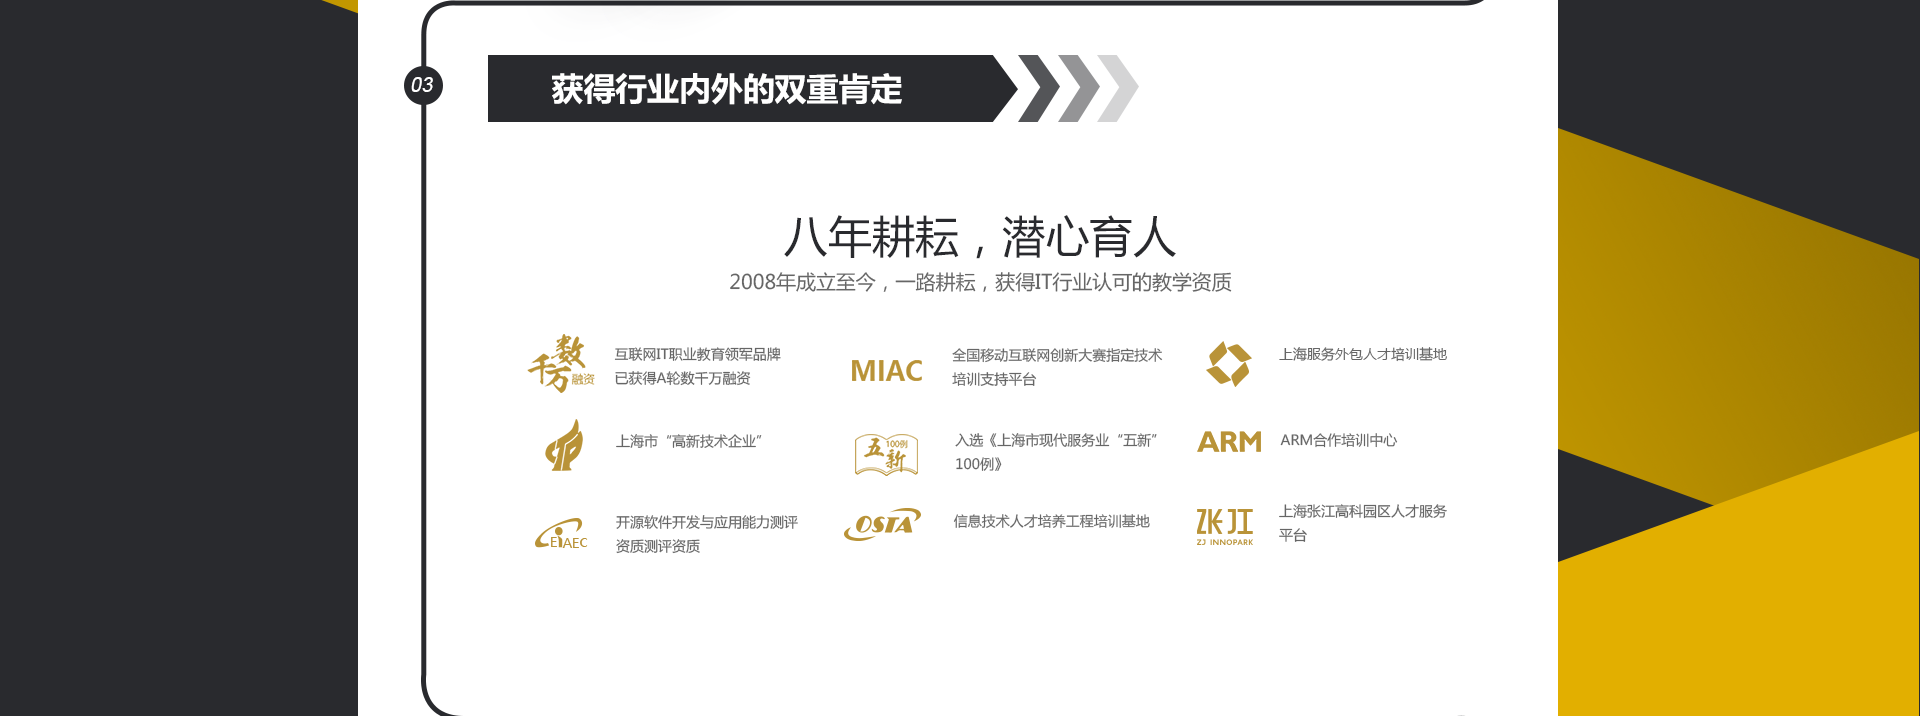 03
获得行业内外的双重肯定
八年耕耘，潜心育人
2008年成立至今，一路耕耘，获得IT行业认可的教学资质
数千万融资
互联网IT职业教育领军品牌
已获得A轮数千万融资
MIAC
全国移动互联网创新大赛指定技术
培训支持平台
上海服务外包人才培训基地
上海市“高新技术企业”
五新100例
入选《上海市现代服务业“五新”
100例》
ARM
ARM合作培训中心
CEIAEC
开源软件开发与应用能力测评
资质测评资质
OSTA
信息技术人才培养工程培训基地
张江
ZJ INNOPARK
上海张江高科园区人才服务
平台